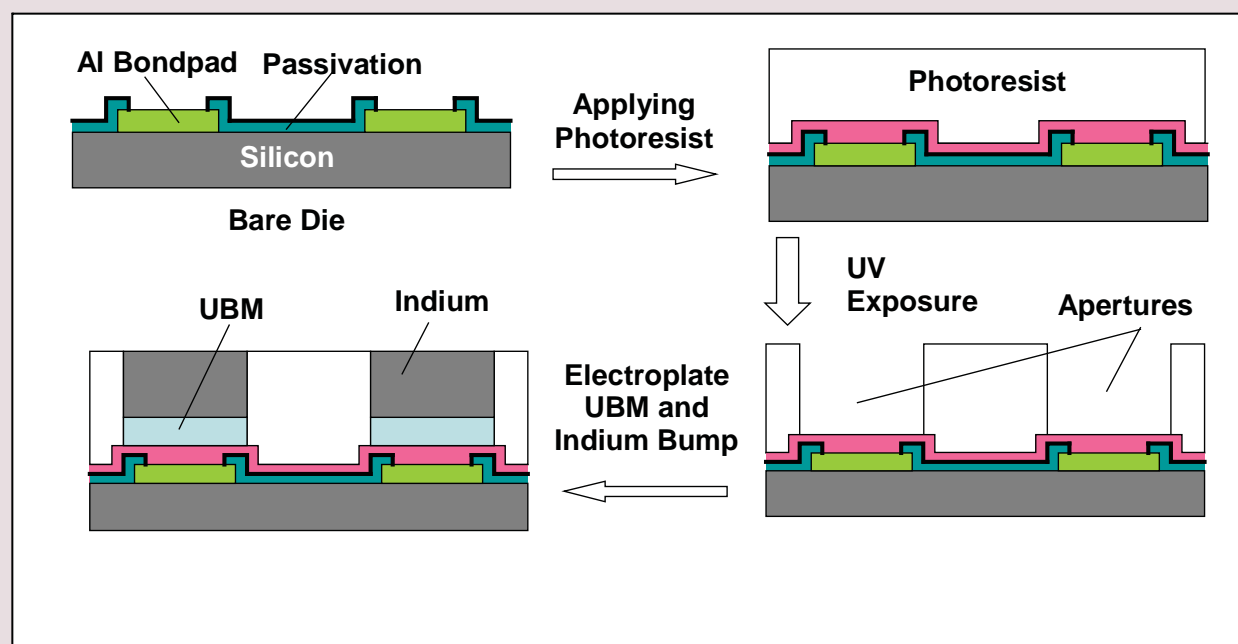 Al Bondpad
Passivation
Silicon
Bare Die
Applying
Photoresist
Photoresist
UV
Exposure
Apertures
Electroplate
UBM and
Indium Bump
UBM
Indium